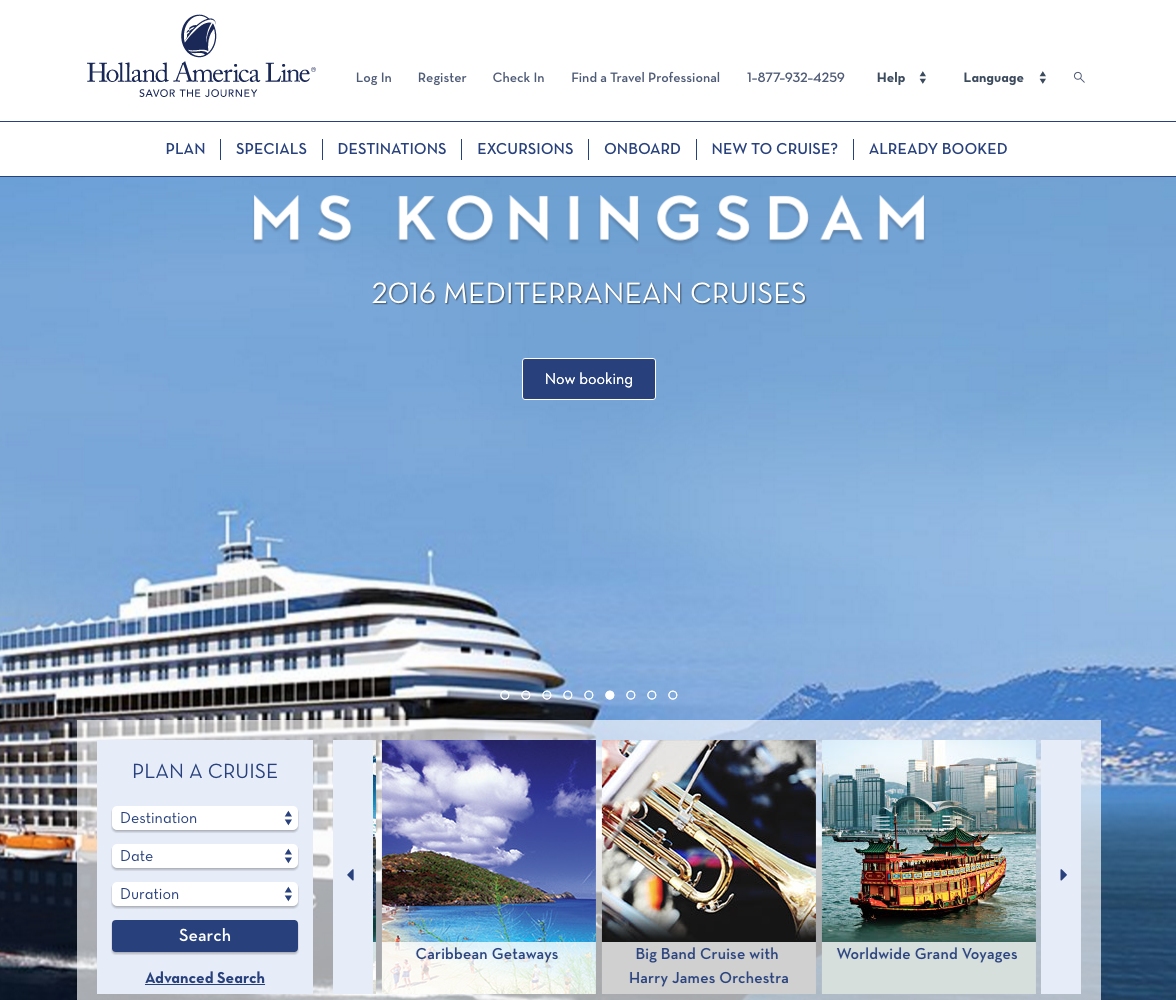 Holland America Line®
SAVOR THE JOURNEY
Log In Register Check In Find a Travel Professional 1-877-932-4259 Help Language
PLAN SPECIALS DESTINATIONS EXCURSIONS ONBOARD NEW TO CRUISE? ALREADY BOOKED
MS KONINGSDAM
2016 MEDITERRANEAN CRUISES
Now booking
PLAN A CRUISE
Destination
Date
Duration
Search
Advanced Search
Caribbean Getaways
Big Band Cruise with
Harry James Orchestra
Worldwide Grand Voyages